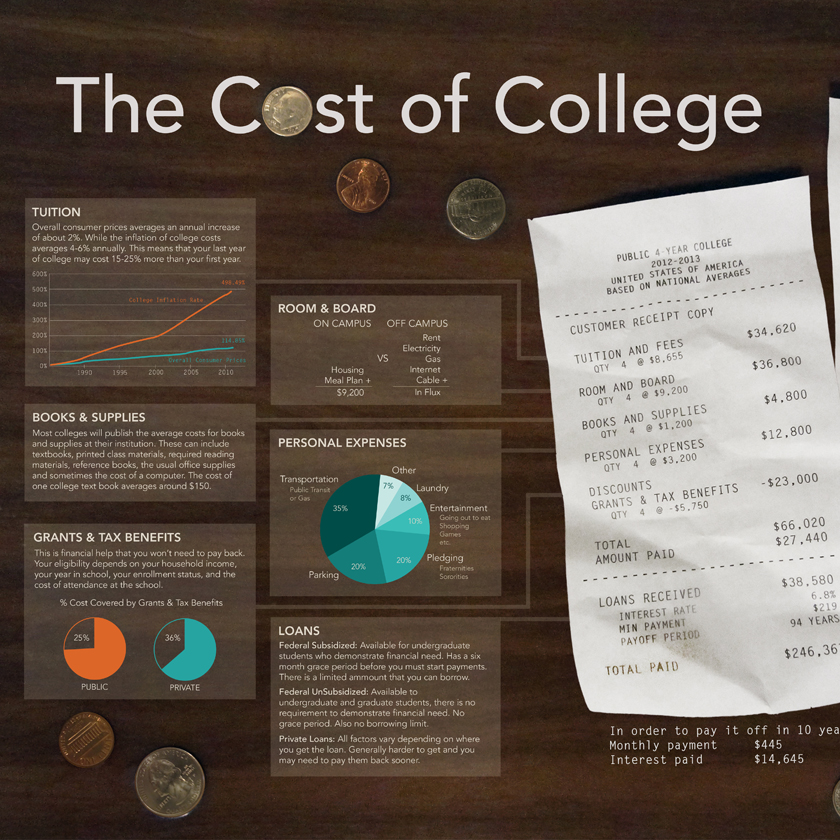 The Cost of College
TUITION
Overall consumer prices averages an annual increase
of about 2%. While the inflation of college costs
averages 4-6% annually. This means that your last year
of college may cost 15-25% more than your first year.
600%
500%
400%
300%
200%
100%
0%
College Inflation Rate
Overall Consumer Prices
1990
1995
2000
2005
2010
BOOKS & SUPPLIES
Most colleges will publish the average costs for books
and supplies at their institution. These can include
textbooks, printed class materials, required reading
materials, reference books, the usual office supplies
and sometimes the cost of a computer. The cost of
one college text book averages around $150.
GRANTS & TAX BENEFITS
This is financial help that you won't need to pay back.
Your eligibility depends on your household income,
your year in school, your enrollment status, and the
cost of attendance at the school.
% Cost Covered by Grants & Tax Benefits
25%
36%
PUBLIC
PRIVATE
ROOM & BOARD
ON CAMPUS
OFF CAMPUS
Rent
Electricity
VS Gas
Housing Internet
Meal Plan + Cable +
$9,200 In Flux
PERSONAL EXPENSES
Other
7%
Laundry
8%
Entertainment
10%
Going out to eat
Shopping
Games
etc.
Pledging
20%
Fraternities
Sororities
Parking
20%
Transportation
35%
Public Transit
or Gas
LOANS
Federal Subsidized: Available for undergraduate
students who demonstrate financial need. Has a six
month grace period before you must start payments.
There is a limited ammount that you can borrow.
Federal UnSubsidized: Available to
undergraduate and graduate students, there is no
requirement to demonstrate financial need. No
grace period. Also no borrowing limit.
Private Loans: All factors vary depending on where
you get the loan. Generally harder to get and you
may need to pay them back sooner.
PUBLIC 4-YEAR COLLEGE
2012-2013
UNITED STATES OF AMERICA
BASED ON NATIONAL AVERAGES
CUSTOMER RECEIPT COPY
TUITION AND FEES $34,620
QTY 4 @ $8,655
ROOM AND BOARD $36,800
QTY 4 @ $9,200
BOOKS AND SUPPLIES $4,800
QTY 4 @ $1,200
PERSONAL EXPENSES $12,800
QTY 4 @ $3,200
DISCOUNTS
GRANTS & TAX BENEFITS -$23,000
QTY 4 @ -$5,750
TOTAL $66,020
AMOUNT PAID $27,440
LOANS RECEIVED $38,580
INTEREST RATE 6.8%
MIN PAYMENT $219
PAYOFF PERIOD 94 YEARS
TOTAL PAID $246,36
In order to pay it off in 10 yea
Monthly payment $445
Interest paid $14,645